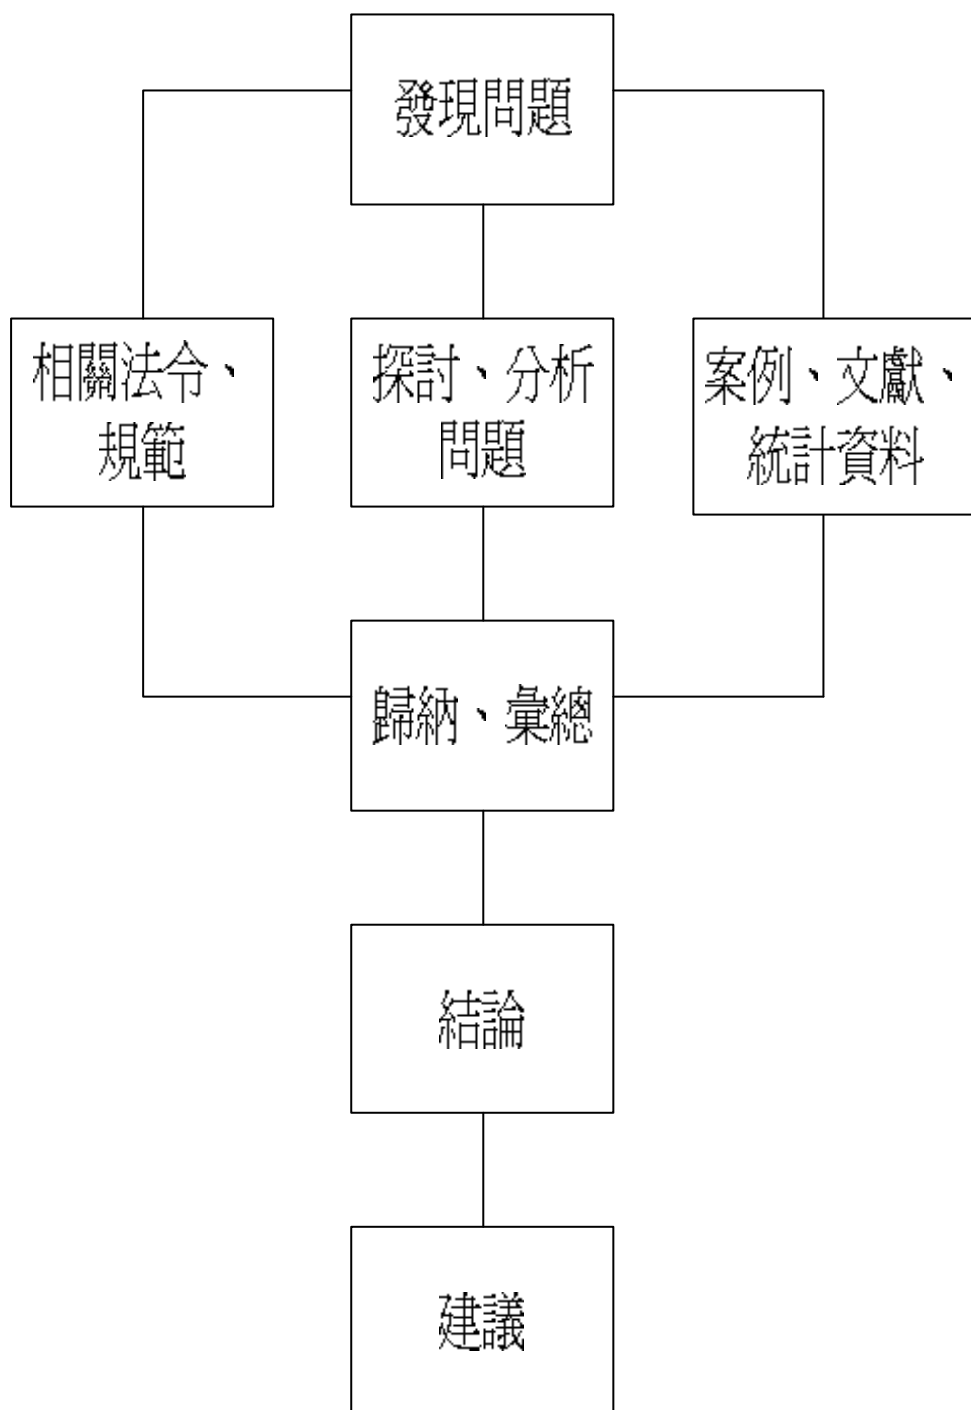 發現問題
相關法令、
規範
探討、分析
問題
案例、文獻、
統計資料
歸納、彙總
結論
建議